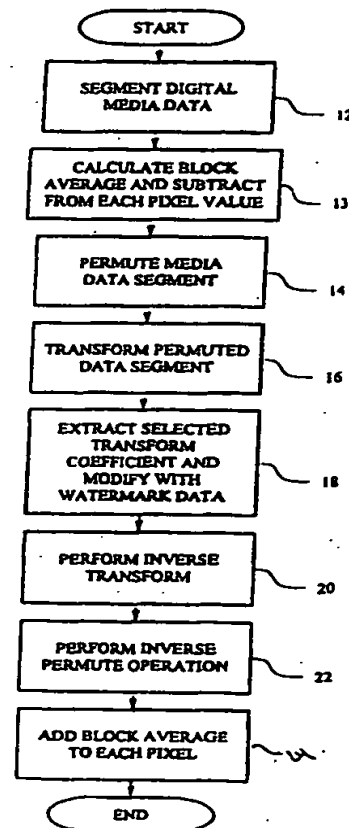 START
SEGMENT DIGITAL
MEDIA DATA
12
CALCULATE BLOCK
AVERAGE AND SUBTRACT
FROM EACH PIXEL VALUE
13
PERMUTE MEDIA
DATA SEGMENT
14
TRANSFORM PERMUTED
DATA SEGMENT
16
EXTRACT SELECTED
TRANSFORM
COEFFICIENT AND
MODIFY WITH
WATERMARK DATA
18
PERFORM INVERSE
TRANSFORM
20
PERFORM INVERSE
PERMUTE OPERATION
22
ADD BLOCK AVERAGE
TO EACH PIXEL
END